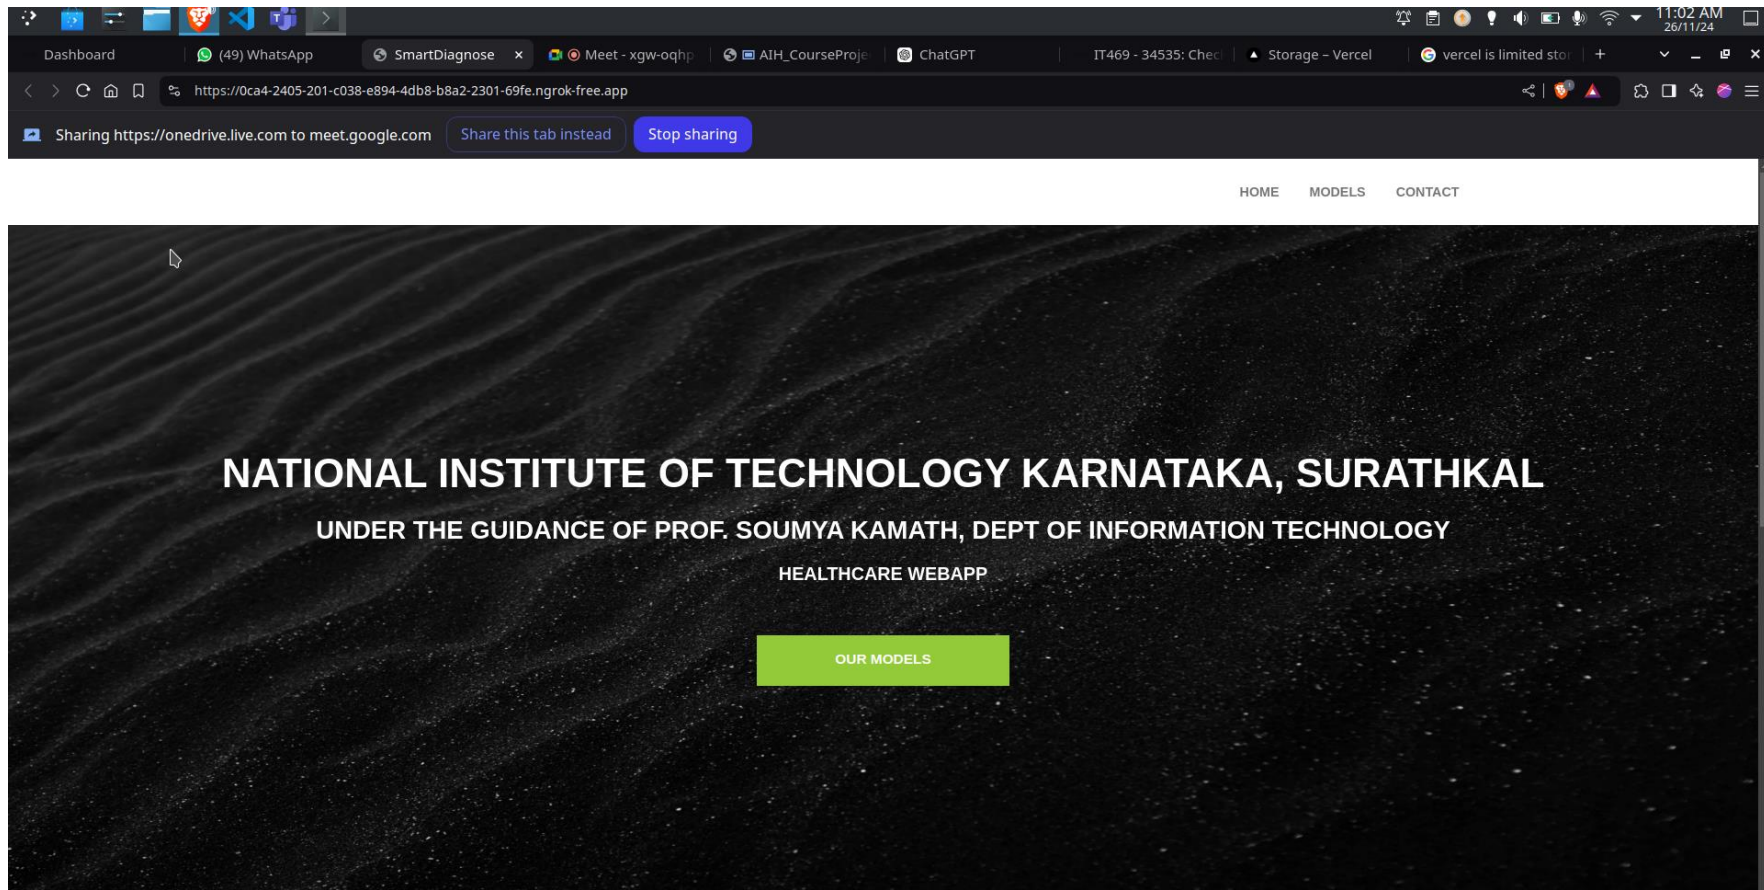 11:02 AM
26/11/24
Dashboard
(49) WhatsApp
SmartDiagnose
Meet - xgw-oqhp
AIH_CourseProje
ChatGPT
IT469 - 34535: Chec
Storage – Vercel
vercel is limited stor
https://0ca4-2405-201-c038-e894-4db8-b8a2-2301-69fe.ngrok-free.app
Sharing https://onedrive.live.com to meet.google.com
Share this tab instead
Stop sharing
HOME
MODELS
CONTACT
NATIONAL INSTITUTE OF TECHNOLOGY KARNATAKA, SURATHKAL
UNDER THE GUIDANCE OF PROF. SOUMYA KAMATH, DEPT OF INFORMATION TECHNOLOGY
HEALTHCARE WEBAPP
OUR MODELS